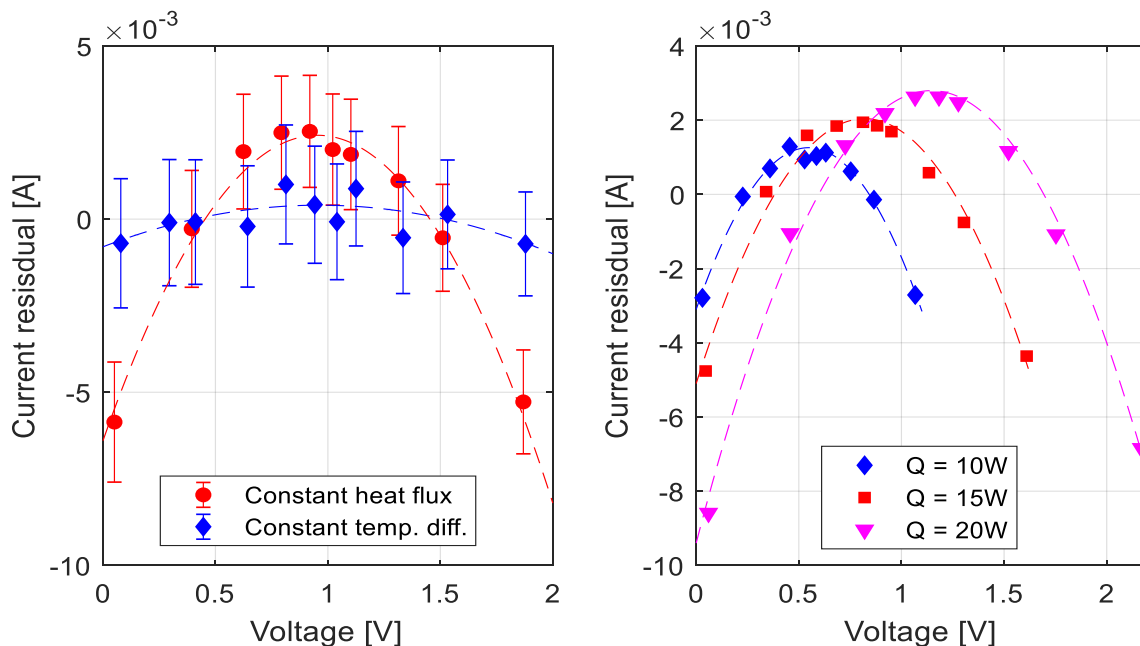 ×10⁻³
5
0
-5
-10
0
0.5
1
1.5
2
Current resisdual [A]
Voltage [V]
Constant heat flux
Constant temp. diff.
×10⁻³
4
2
0
-2
-4
-6
-8
-10
0
0.5
1
1.5
2
Current resisdual [A]
Voltage [V]
Q = 10W
Q = 15W
Q = 20W